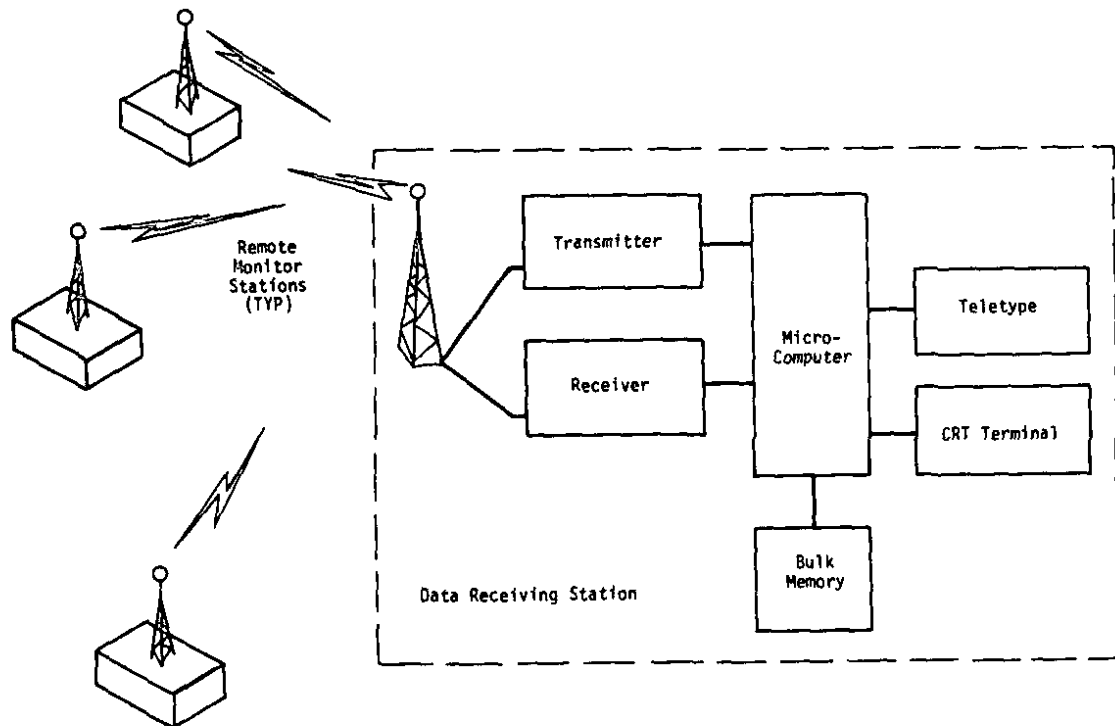 Remote
Monitor
Stations
(TYP)
Transmitter
Receiver
Micro-
Computer
Teletype
CRT Terminal
Bulk
Memory
Data Receiving Station